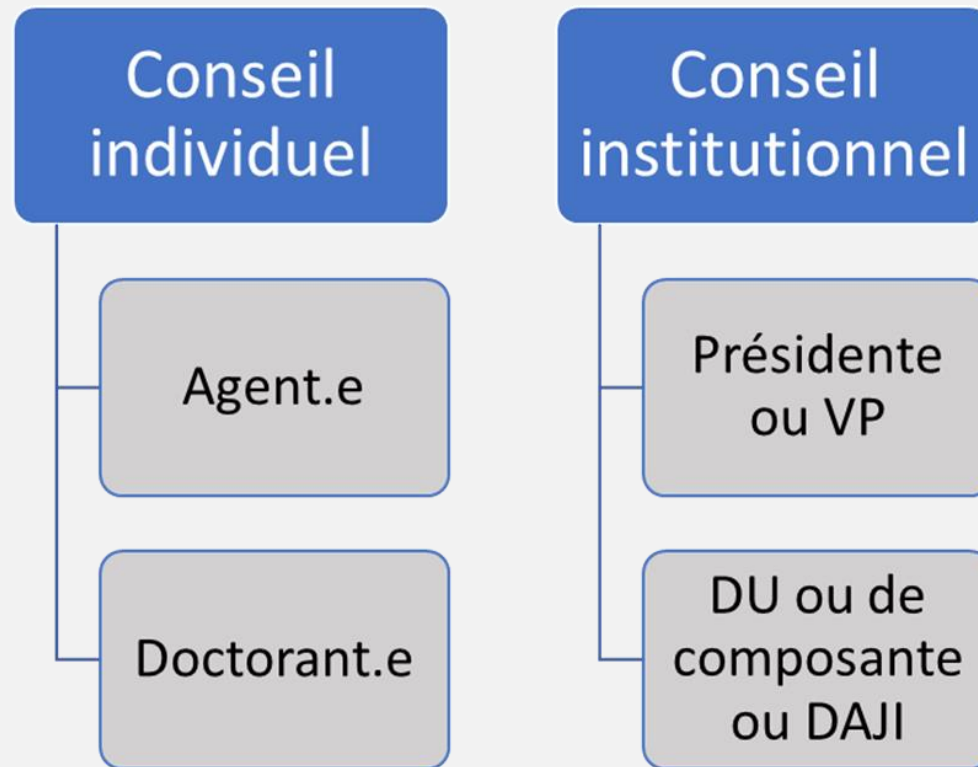 Conseil
individuel
Agent.e
Doctorant.e
Conseil
institutionnel
Présidente
ou VP
DU ou de
composante
ou DAJI